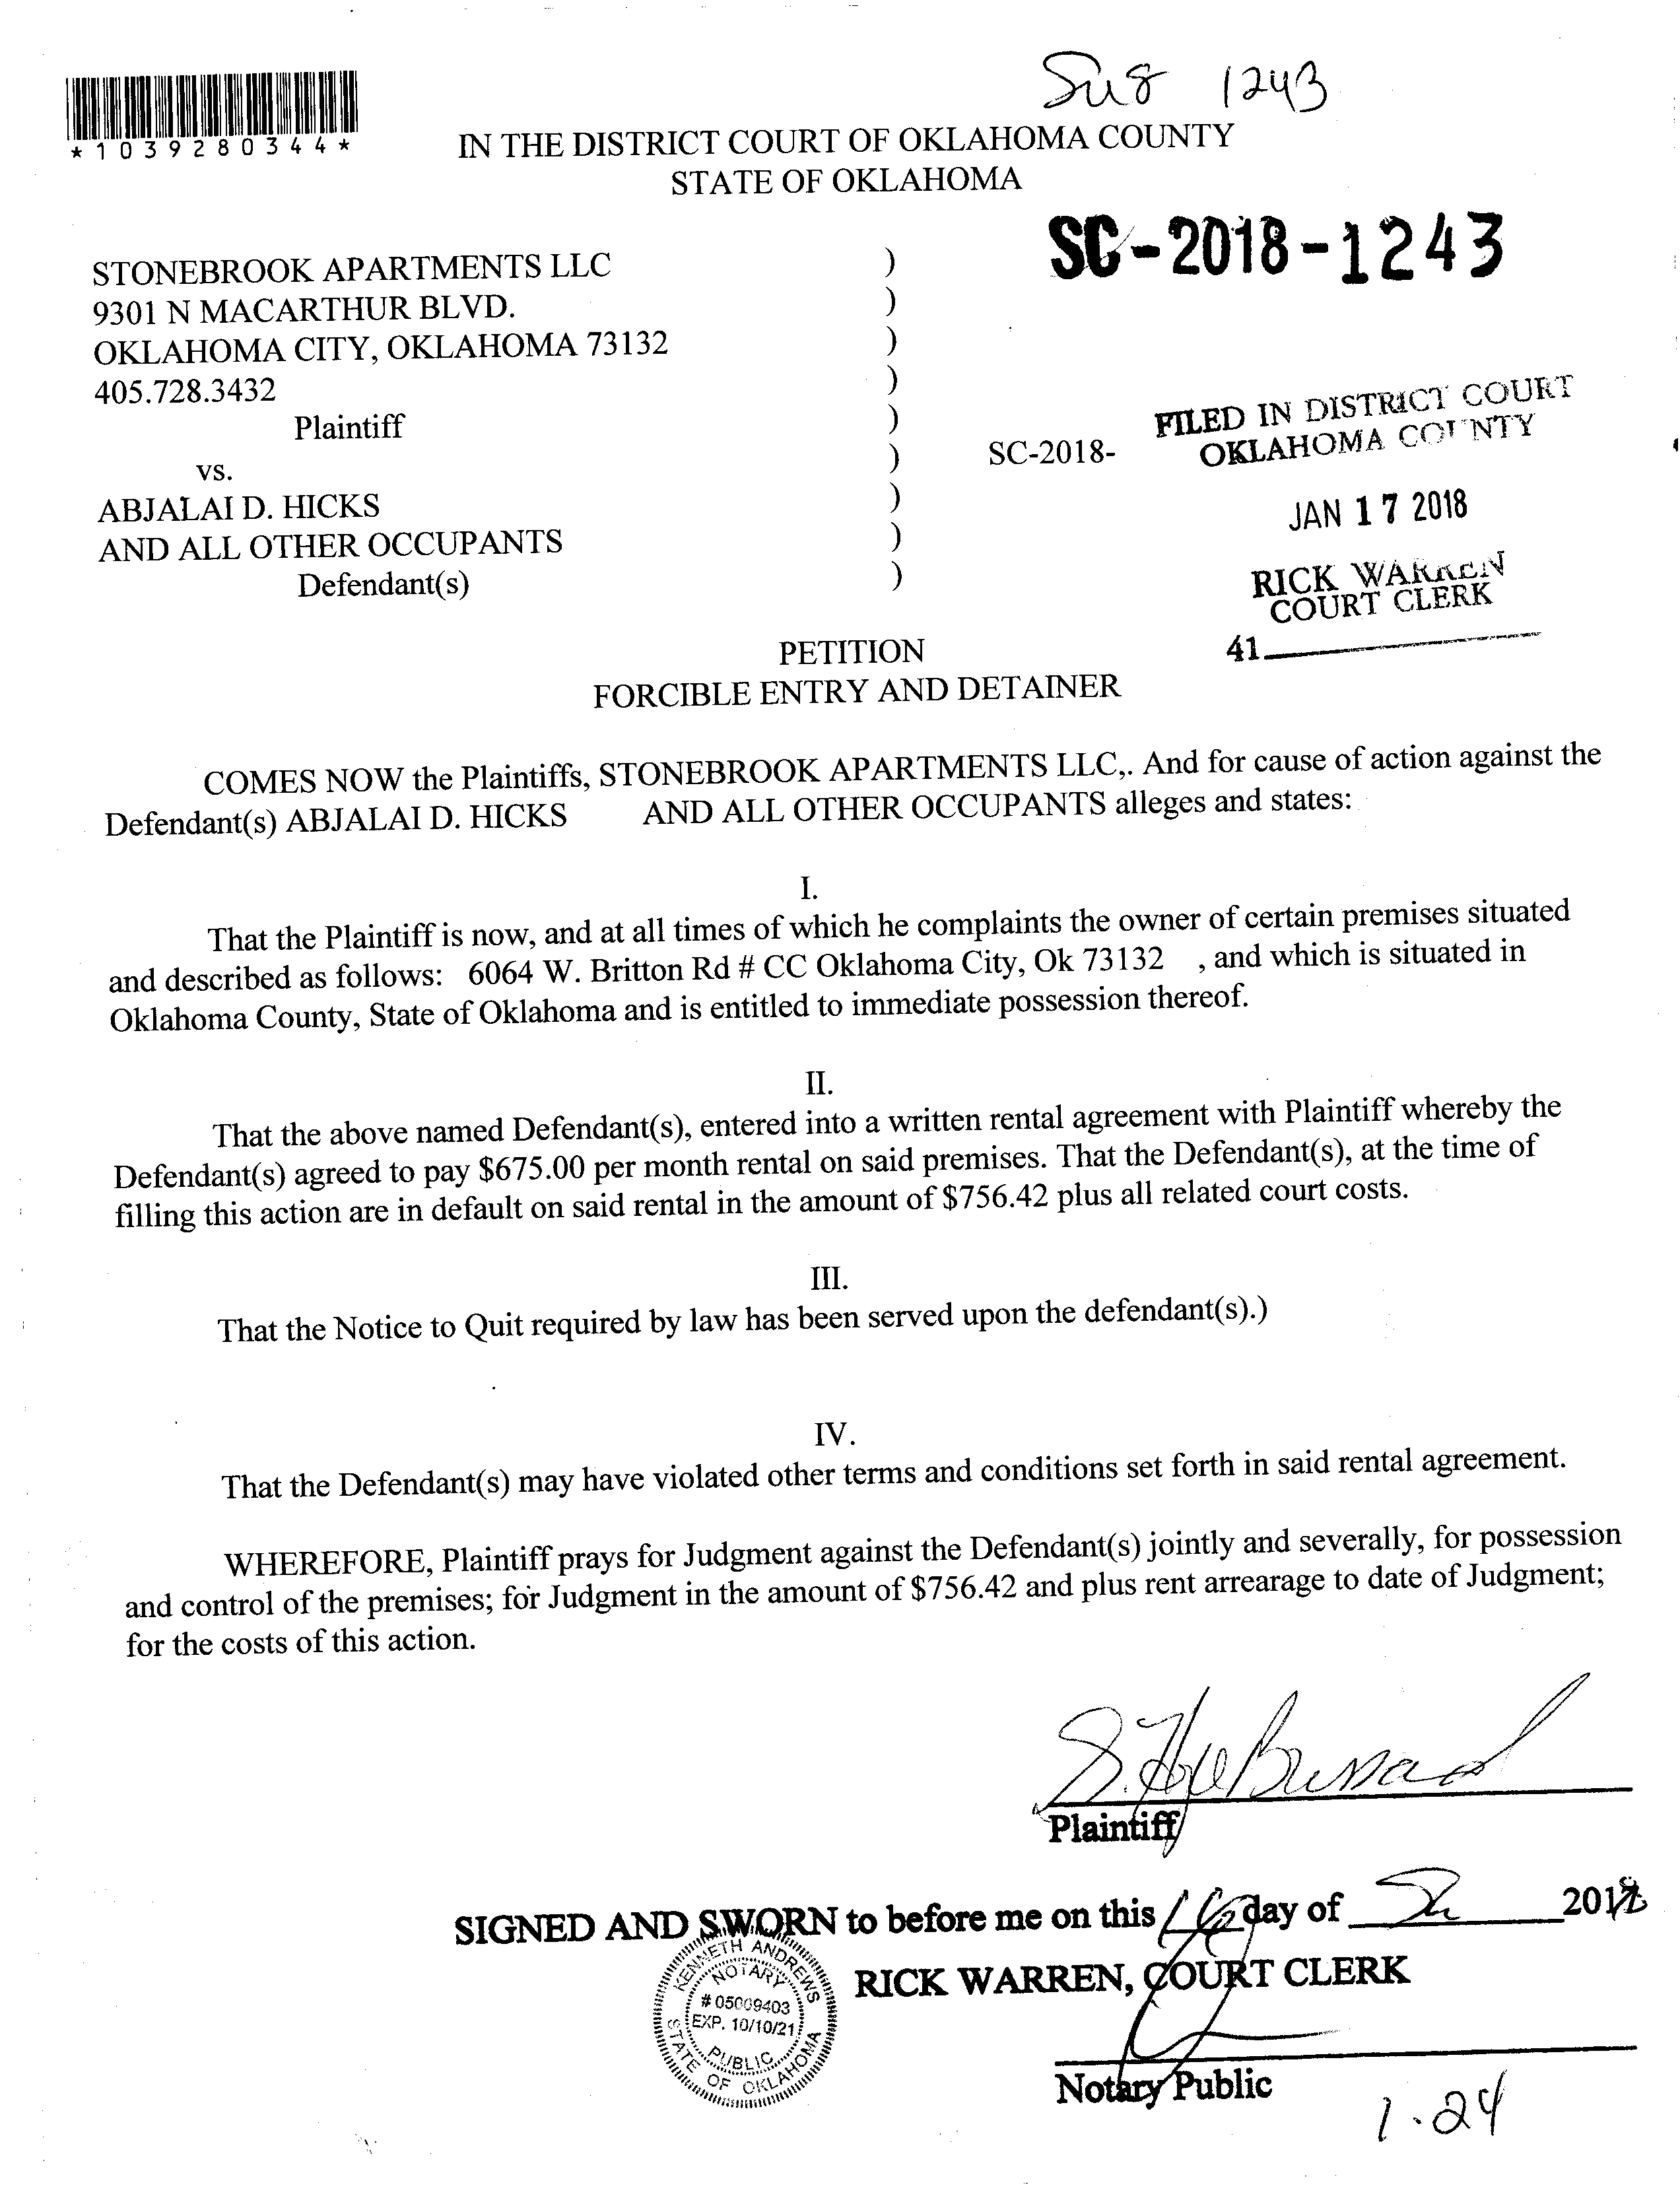 1243
*1039280344*
IN THE DISTRICT COURT OF OKLAHOMA COUNTY
STATE OF OKLAHOMA
SC-2018-1243
STONEBROOK APARTMENTS LLC )
9301 N MACARTHUR BLVD. )
OKLAHOMA CITY, OKLAHOMA 73132 )
405.728.3432 )
Plaintiff )
vs. ) SC-2018-
ABJALAI D. HICKS )
AND ALL OTHER OCCUPANTS )
Defendant(s) )
FILED IN DISTRICT COURT
OKLAHOMA COUNTY
JAN 17 2018
RICK WARREN
COURT CLERK
41
PETITION
FORCIBLE ENTRY AND DETAINER
COMES NOW the Plaintiffs, STONEBROOK APARTMENTS LLC,. And for cause of action against the
Defendant(s) ABJALAI D. HICKS AND ALL OTHER OCCUPANTS alleges and states:
I.
That the Plaintiff is now, and at all times of which he complaints the owner of certain premises situated
and described as follows: 6064 W. Britton Rd # CC Oklahoma City, Ok 73132 , and which is situated in
Oklahoma County, State of Oklahoma and is entitled to immediate possession thereof.
II.
That the above named Defendant(s), entered into a written rental agreement with Plaintiff whereby the
Defendant(s) agreed to pay $675.00 per month rental on said premises. That the Defendant(s), at the time of
filling this action are in default on said rental in the amount of $756.42 plus all related court costs.
III.
That the Notice to Quit required by law has been served upon the defendant(s).)
IV.
That the Defendant(s) may have violated other terms and conditions set forth in said rental agreement.
WHEREFORE, Plaintiff prays for Judgment against the Defendant(s) jointly and severally, for possession
and control of the premises; for Judgment in the amount of $756.42 and plus rent arrearage to date of Judgment;
for the costs of this action.
Plaintiff
SIGNED AND SWORN to before me on this 16 day of 2018
RICK WARREN, COURT CLERK
KENNETH ANDREWS
NOTARY
# 05009403
EXP. 10/10/21
PUBLIC
STATE OF OKLAHOMA
Notary Public
1.24